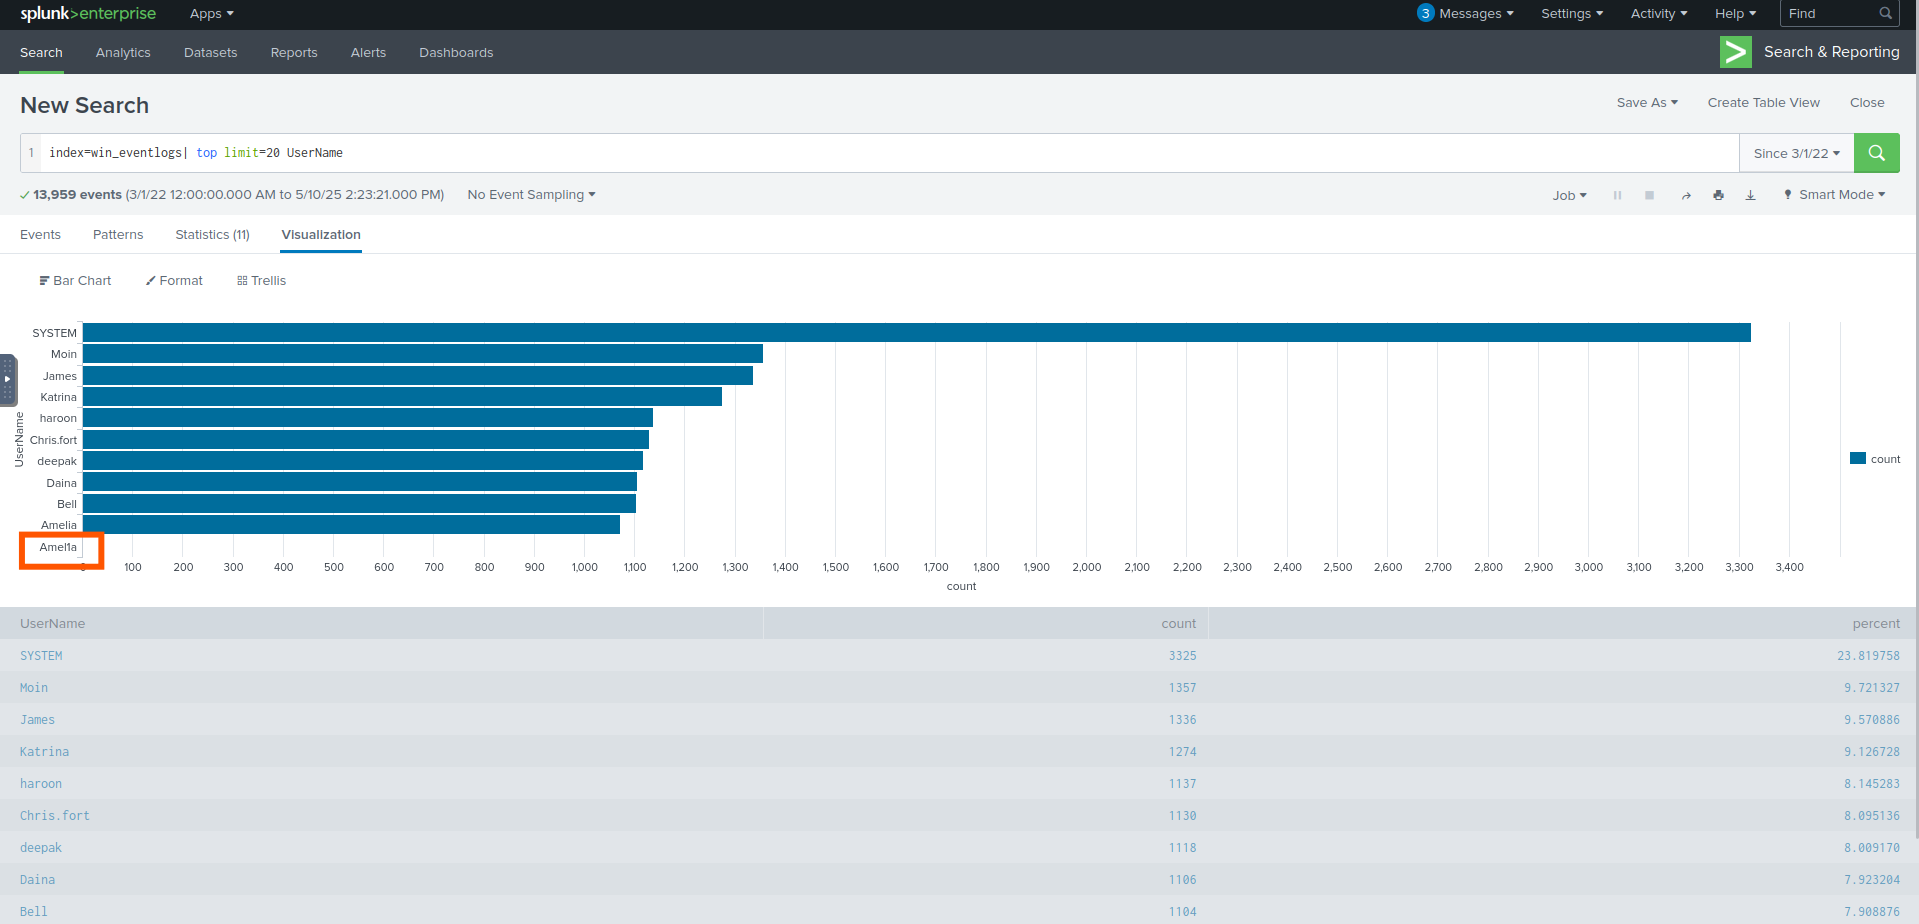 splunk>enterprise Apps 3 Messages Settings Activity Help Find
Search Analytics Datasets Reports Alerts Dashboards Search & Reporting
New Search Save As Create Table View Close
1 index=win_eventlogs| top limit=20 UserName Since 3/1/22
13,959 events (3/1/22 12:00:00.000 AM to 5/10/25 2:23:21.000 PM) No Event Sampling Job Smart Mode
Events Patterns Statistics (11) Visualization
Bar Chart Format Trellis
SYSTEM
Moin
James
Katrina
haroon
Chris.fort
deepak
Daina
Bell
Amelia
Amel1a
UserName
count
0 100 200 300 400 500 600 700 800 900 1,000 1,100 1,200 1,300 1,400 1,500 1,600 1,700 1,800 1,900 2,000 2,100 2,200 2,300 2,400 2,500 2,600 2,700 2,800 2,900 3,000 3,100 3,200 3,300 3,400
count
UserName count percent
SYSTEM 3325 23.819758
Moin 1357 9.721327
James 1336 9.570886
Katrina 1274 9.126728
haroon 1137 8.145283
Chris.fort 1130 8.095136
deepak 1118 8.009170
Daina 1106 7.923204
Bell 1104 7.908876